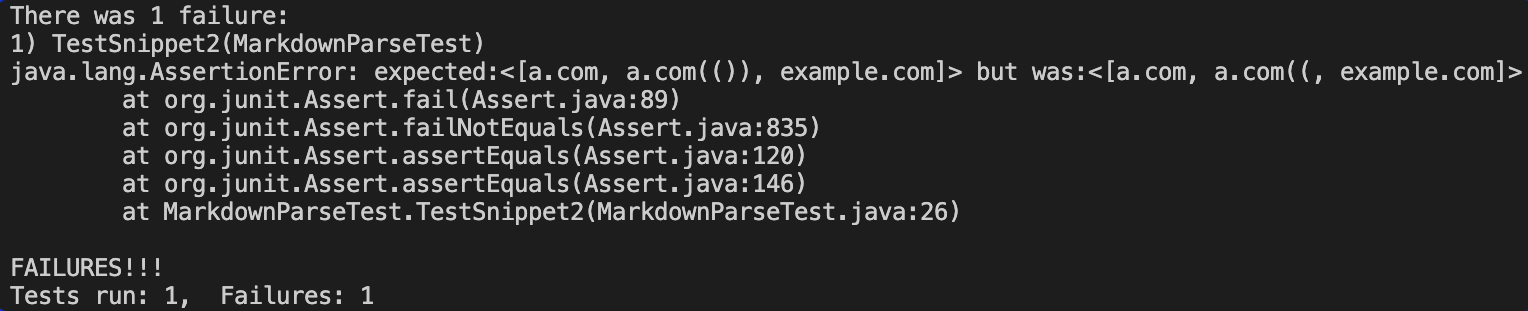 There was 1 failure:
1) TestSnippet2(MarkdownParseTest)
java.lang.AssertionError: expected:<[a.com, a.com(()), example.com]> but was:<[a.com, a.com((, example.com]>
        at org.junit.Assert.fail(Assert.java:89)
        at org.junit.Assert.failNotEquals(Assert.java:835)
        at org.junit.Assert.assertEquals(Assert.java:120)
        at org.junit.Assert.assertEquals(Assert.java:146)
        at MarkdownParseTest.TestSnippet2(MarkdownParseTest.java:26)

FAILURES!!!
Tests run: 1,  Failures: 1